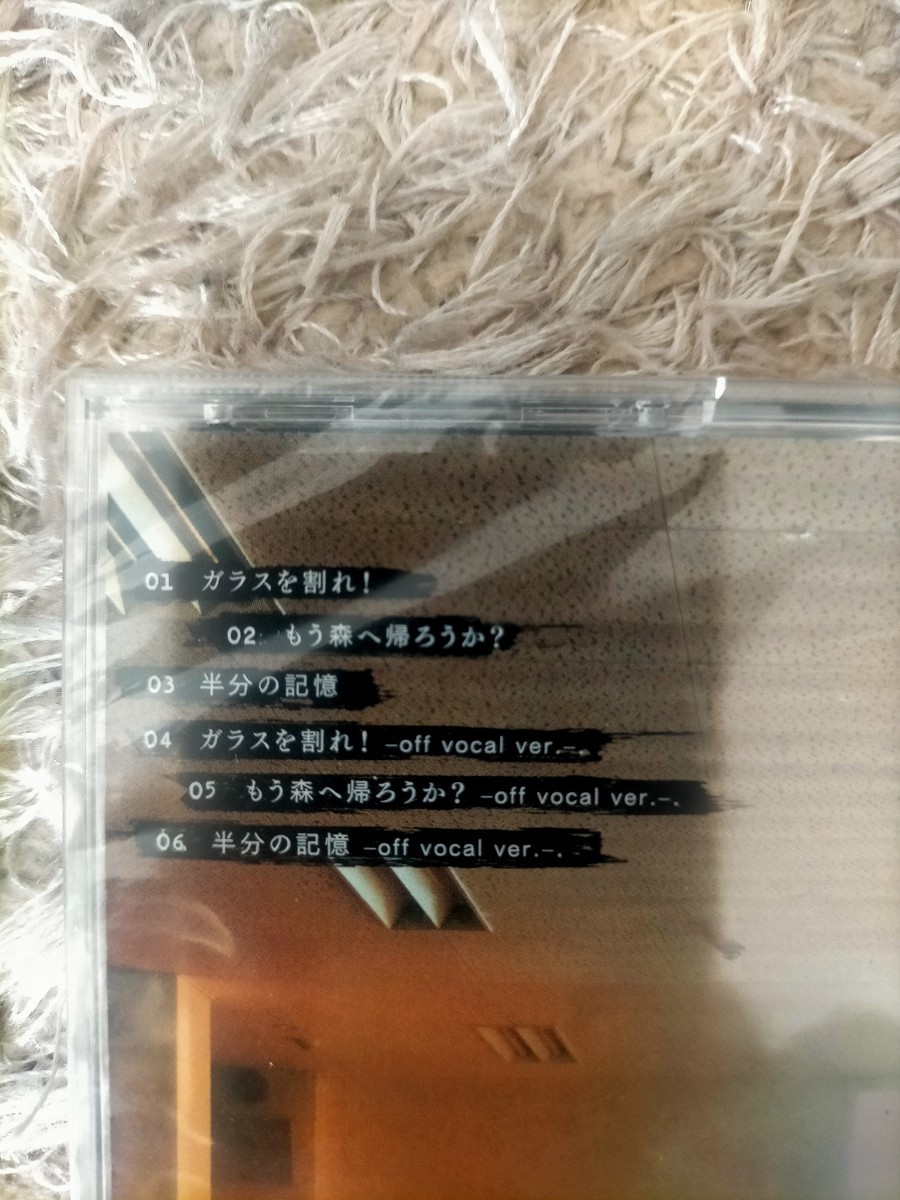 01 ガラスを割れ！
02 もう森へ帰ろうか？
03 半分の記憶
04 ガラスを割れ！ –off vocal ver.–
05 もう森へ帰ろうか？ –off vocal ver.–
06 半分の記憶 –off vocal ver.–